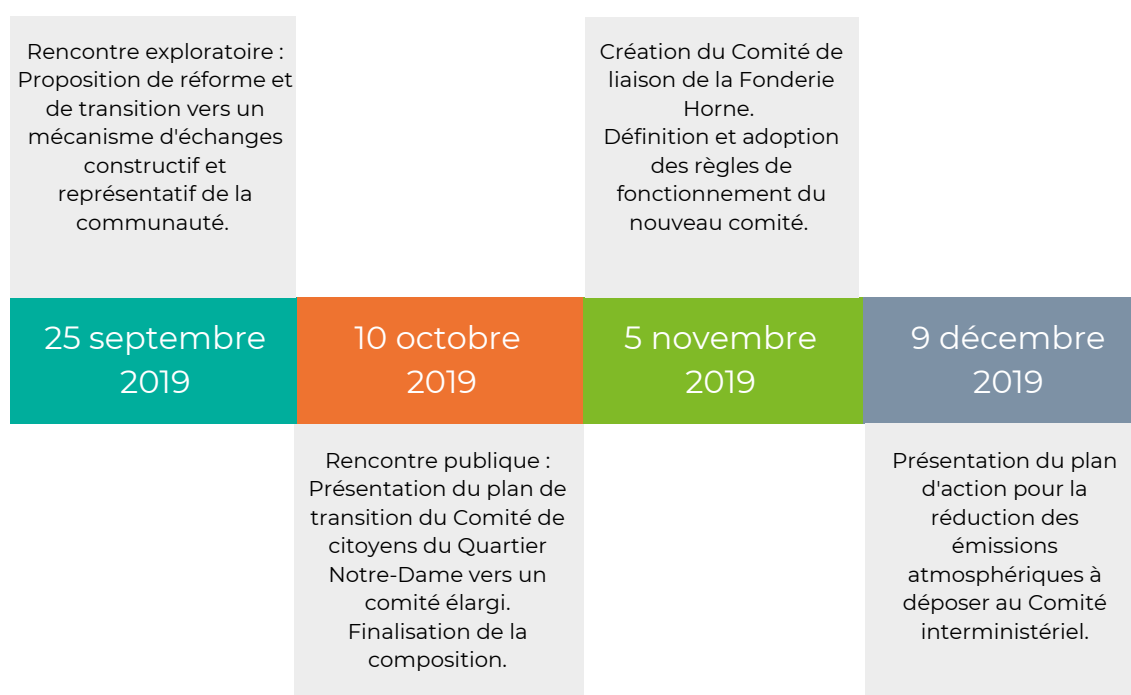 Rencontre exploratoire :
Proposition de réforme et
de transition vers un
mécanisme d'échanges
constructif et
représentatif de la
communauté.
25 septembre
2019
10 octobre
2019
Rencontre publique :
Présentation du plan de
transition du Comité de
citoyens du Quartier
Notre-Dame vers un
comité élargi.
Finalisation de la
composition.
Création du Comité de
liaison de la Fonderie
Horne.
Définition et adoption
des règles de
fonctionnement du
nouveau comité.
5 novembre
2019
9 décembre
2019
Présentation du plan
d'action pour la
réduction des
émissions
atmosphériques à
déposer au Comité
interministériel.